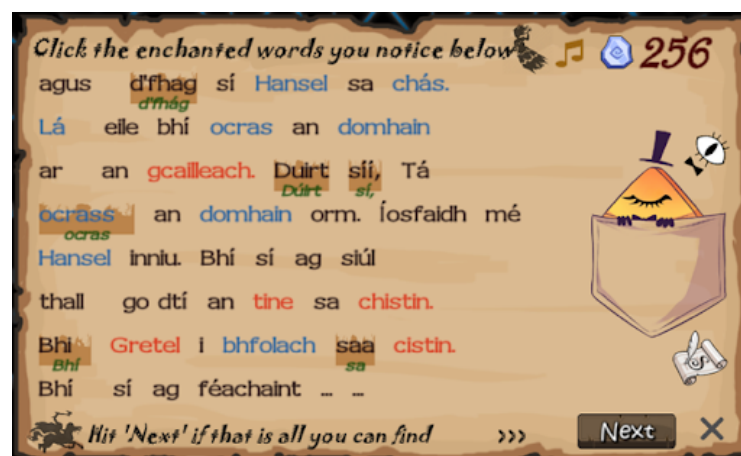 Click the enchanted words you notice below
256
agus d'fhag sí Hansel sa chás.
d'fhág
Lá eile bhí ocras an domhain
ar an gcailleach. Dúirt síí, Tá
Dúirt sí,
ocrass an domhain orm. Íosfaidh mé
ocras
Hansel inniu. Bhí sí ag siúl
thall go dtí an tine sa chistin.
Bhi Gretel i bhfolach saa cistin.
Bhí sa
Bhí sí ag féachaint ... ...
Hit 'Next' if that is all you can find >>> Next